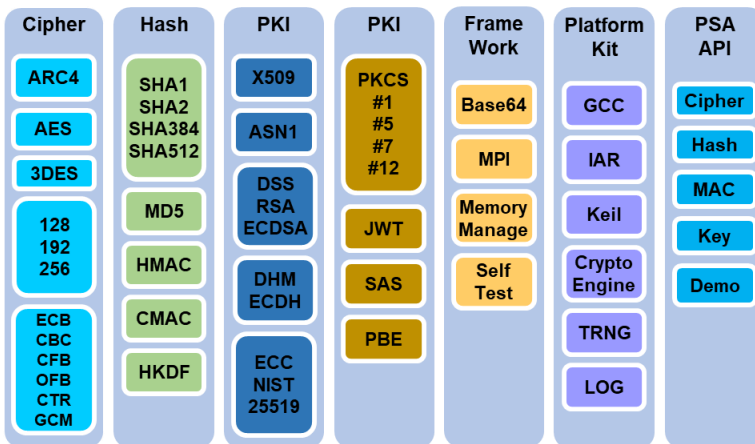 Cipher
ARC4
AES
3DES
128
192
256
ECB
CBC
CFB
OFB
CTR
GCM
Hash
SHA1
SHA2
SHA384
SHA512
MD5
HMAC
CMAC
HKDF
PKI
X509
ASN1
DSS
RSA
ECDSA
DHM
ECDH
ECC
NIST
25519
PKI
PKCS
#1
#5
#7
#12
JWT
SAS
PBE
Frame
Work
Base64
MPI
Memory
Manage
Self
Test
Platform
Kit
GCC
IAR
Keil
Crypto
Engine
TRNG
LOG
PSA
API
Cipher
Hash
MAC
Key
Demo